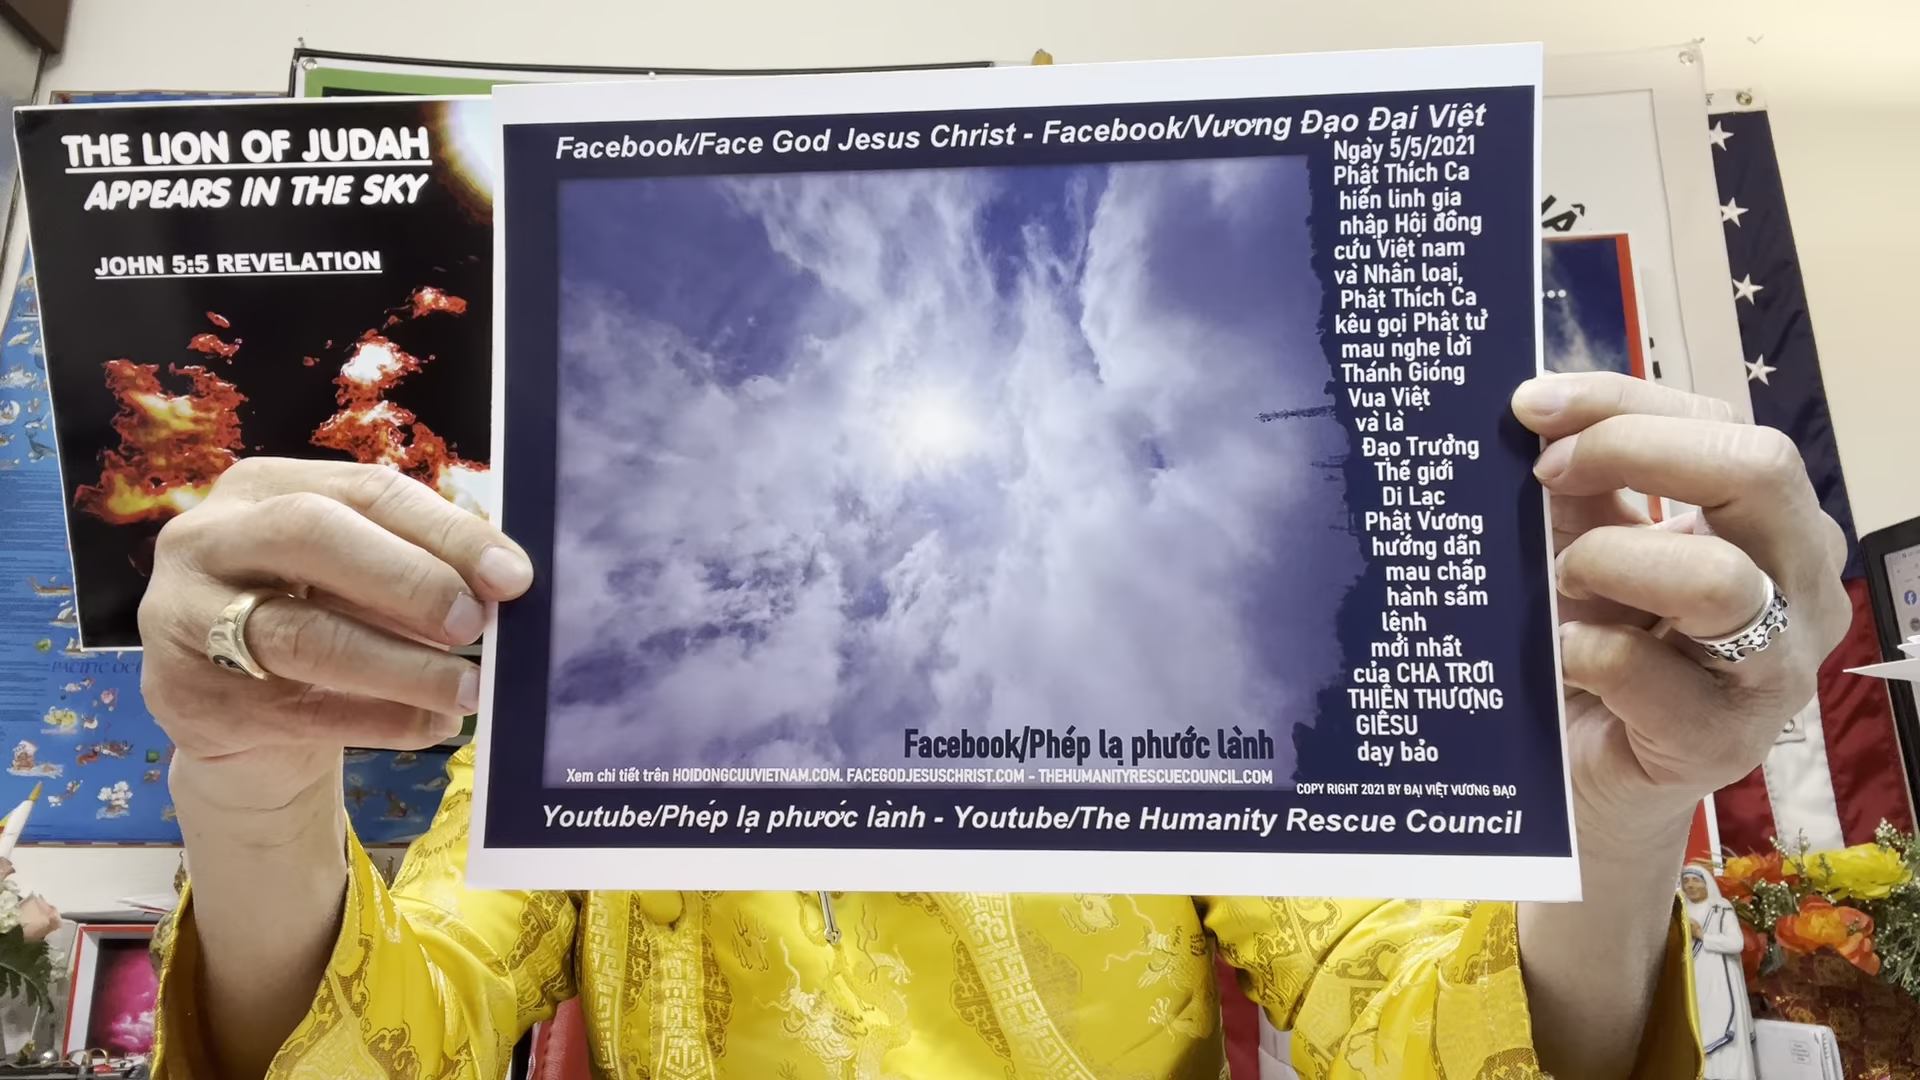 THE LION OF JUDAH
APPEARS IN THE SKY
JOHN 5:5 REVELATION
Facebook/Face God Jesus Christ - Facebook/Vương Đạo Đại Việt
Ngày 5/5/2021
Phật Thích Ca
hiển linh gia
nhập Hội đồng
cứu Việt nam
và Nhân loại,
Phật Thích Ca
kêu gọi Phật tử
mau nghe lời
Thánh Gióng
Vua Việt
và là
Đạo Trưởng
Thế giới
Di Lạc
Phật Vương
hướng dẫn
mau chấp
hành sấm
lệnh
mới nhất
của CHA TRỜI
THIÊN THƯỢNG
GIÊSU
dạy bảo
Facebook/Phép lạ phước lành
Xem chi tiết trên HOIDONGCUUVIETNAM.COM. FACEGODJESUSCHRIST.COM - THEHUMANITYRESCUECOUNCIL.COM
COPY RIGHT 2021 BY ĐẠI VIỆT VƯƠNG ĐẠO
Youtube/Phép lạ phước lành - Youtube/The Humanity Rescue Council